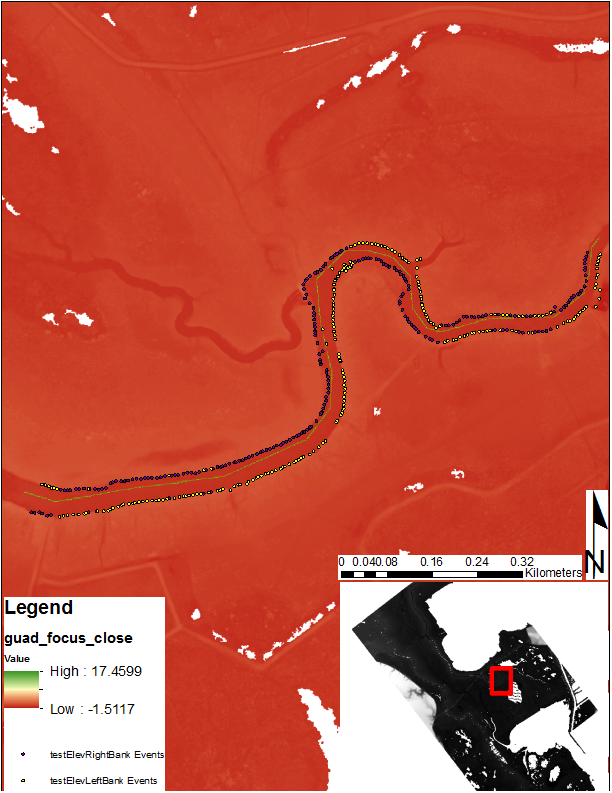 0 0.040.08 0.16 0.24 0.32
Kilometers
N
Legend
guad_focus_close
Value
High : 17.4599
Low : -1.5117
testElevRightBank Events
testElevLeftBank Events